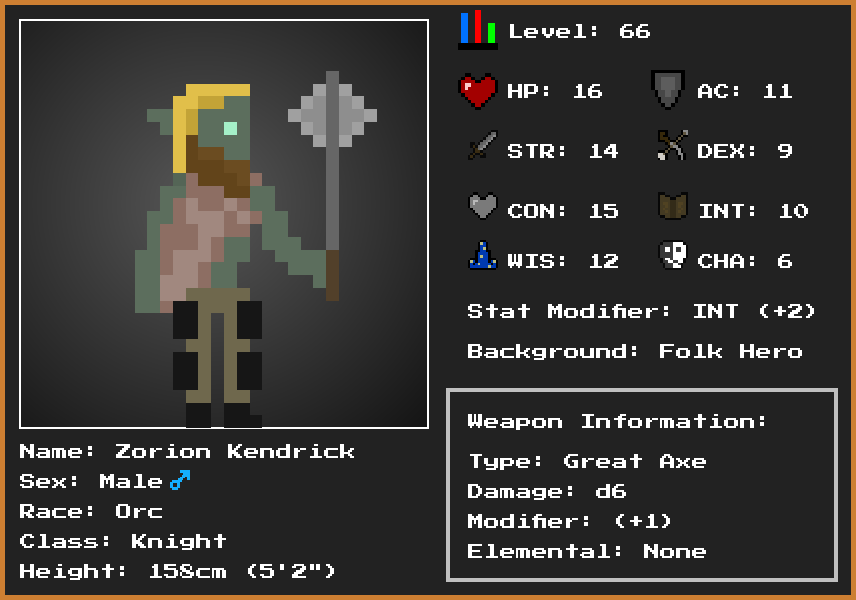 Level: 66
HP: 16 AC: 11
STR: 14 DEX: 9
CON: 15 INT: 10
WIS: 12 CHA: 6
Stat Modifier: INT (+2)
Background: Folk Hero
Weapon Information:
Type: Great Axe
Damage: d6
Modifier: (+1)
Elemental: None
Name: Zorion Kendrick
Sex: Male ♂
Race: Orc
Class: Knight
Height: 158cm (5'2")